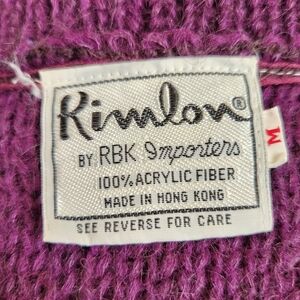 Kimlon®
BY RBK Importers
100% ACRYLIC FIBER
MADE IN HONG KONG
SEE REVERSE FOR CARE
M